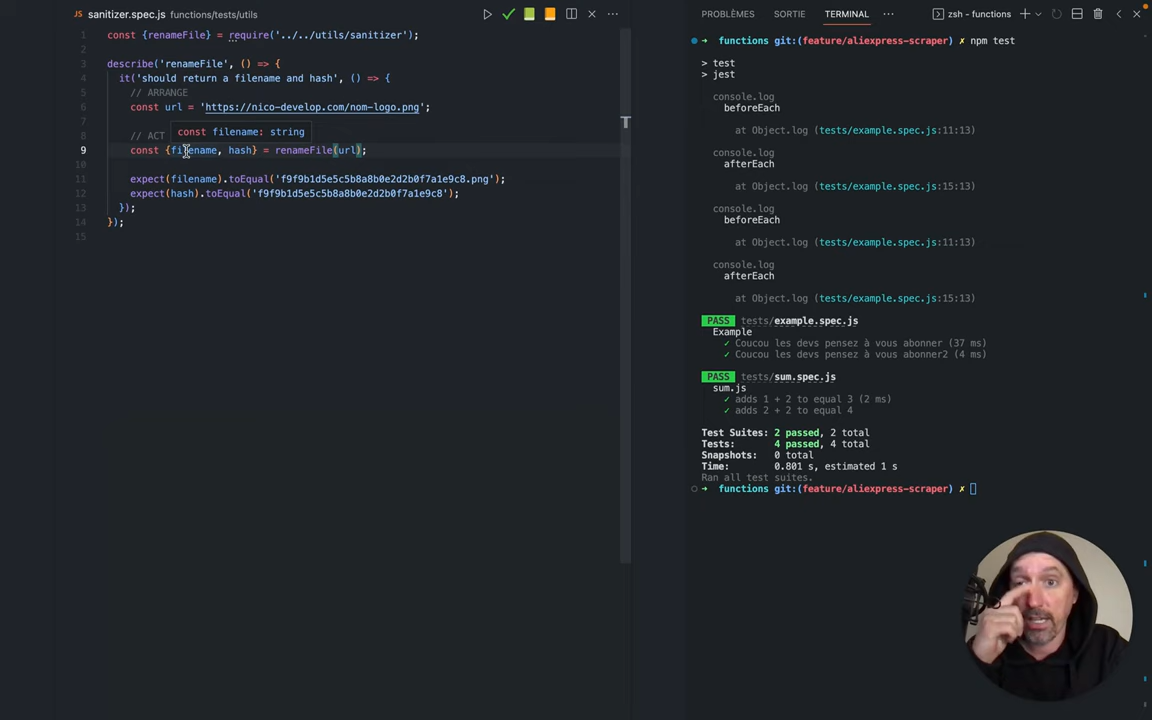 sanitizer.spec.js functions/tests/utils
1 const {renameFile} = require('../../utils/sanitizer');
2
3 describe('renameFile', () => {
4 it('should return a filename and hash', () => {
5 // ARRANGE
6 const url = 'https://nico-develop.com/nom-logo.png';
7
8 // ACT
const filename: string
9 const {filename, hash} = renameFile(url);
10
11 expect(filename).toEqual('f9f9b1d5e5c5b8a8b0e2d2b0f7a1e9c8.png');
12 expect(hash).toEqual('f9f9b1d5e5c5b8a8b0e2d2b0f7a1e9c8');
13 });
14 });
15
PROBLÈMES SORTIE TERMINAL ··· zsh - functions
➜ functions git:(feature/aliexpress-scraper) ✗ npm test
> test
> jest
console.log
beforeEach
at Object.log (tests/example.spec.js:11:13)
console.log
afterEach
at Object.log (tests/example.spec.js:15:13)
console.log
beforeEach
at Object.log (tests/example.spec.js:11:13)
console.log
afterEach
at Object.log (tests/example.spec.js:15:13)
PASS tests/example.spec.js
Example
✓ Coucou les devs pensez à vous abonner (37 ms)
✓ Coucou les devs pensez à vous abonner2 (4 ms)
PASS tests/sum.spec.js
sum.js
✓ adds 1 + 2 to equal 3 (2 ms)
✓ adds 2 + 2 to equal 4
Test Suites: 2 passed, 2 total
Tests: 4 passed, 4 total
Snapshots: 0 total
Time: 0.801 s, estimated 1 s
Ran all test suites.
➜ functions git:(feature/aliexpress-scraper) ✗